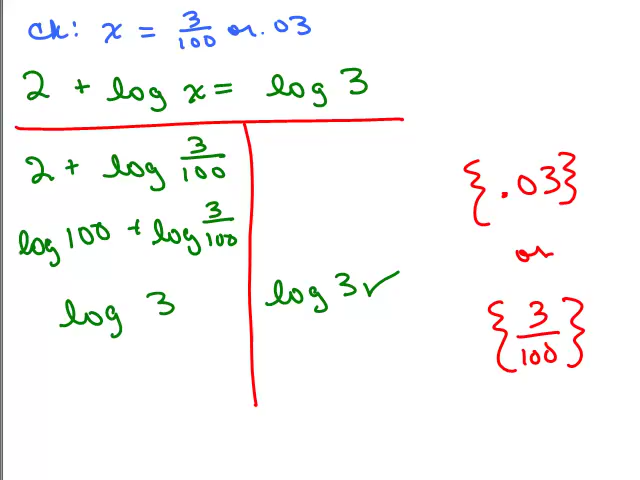 ck: x = 3/100 or .03
2 + log x = log 3
2 + log 3/100
log 100 + log 3/100
log 3
log 3 ✓
{.03}
or
{3/100}